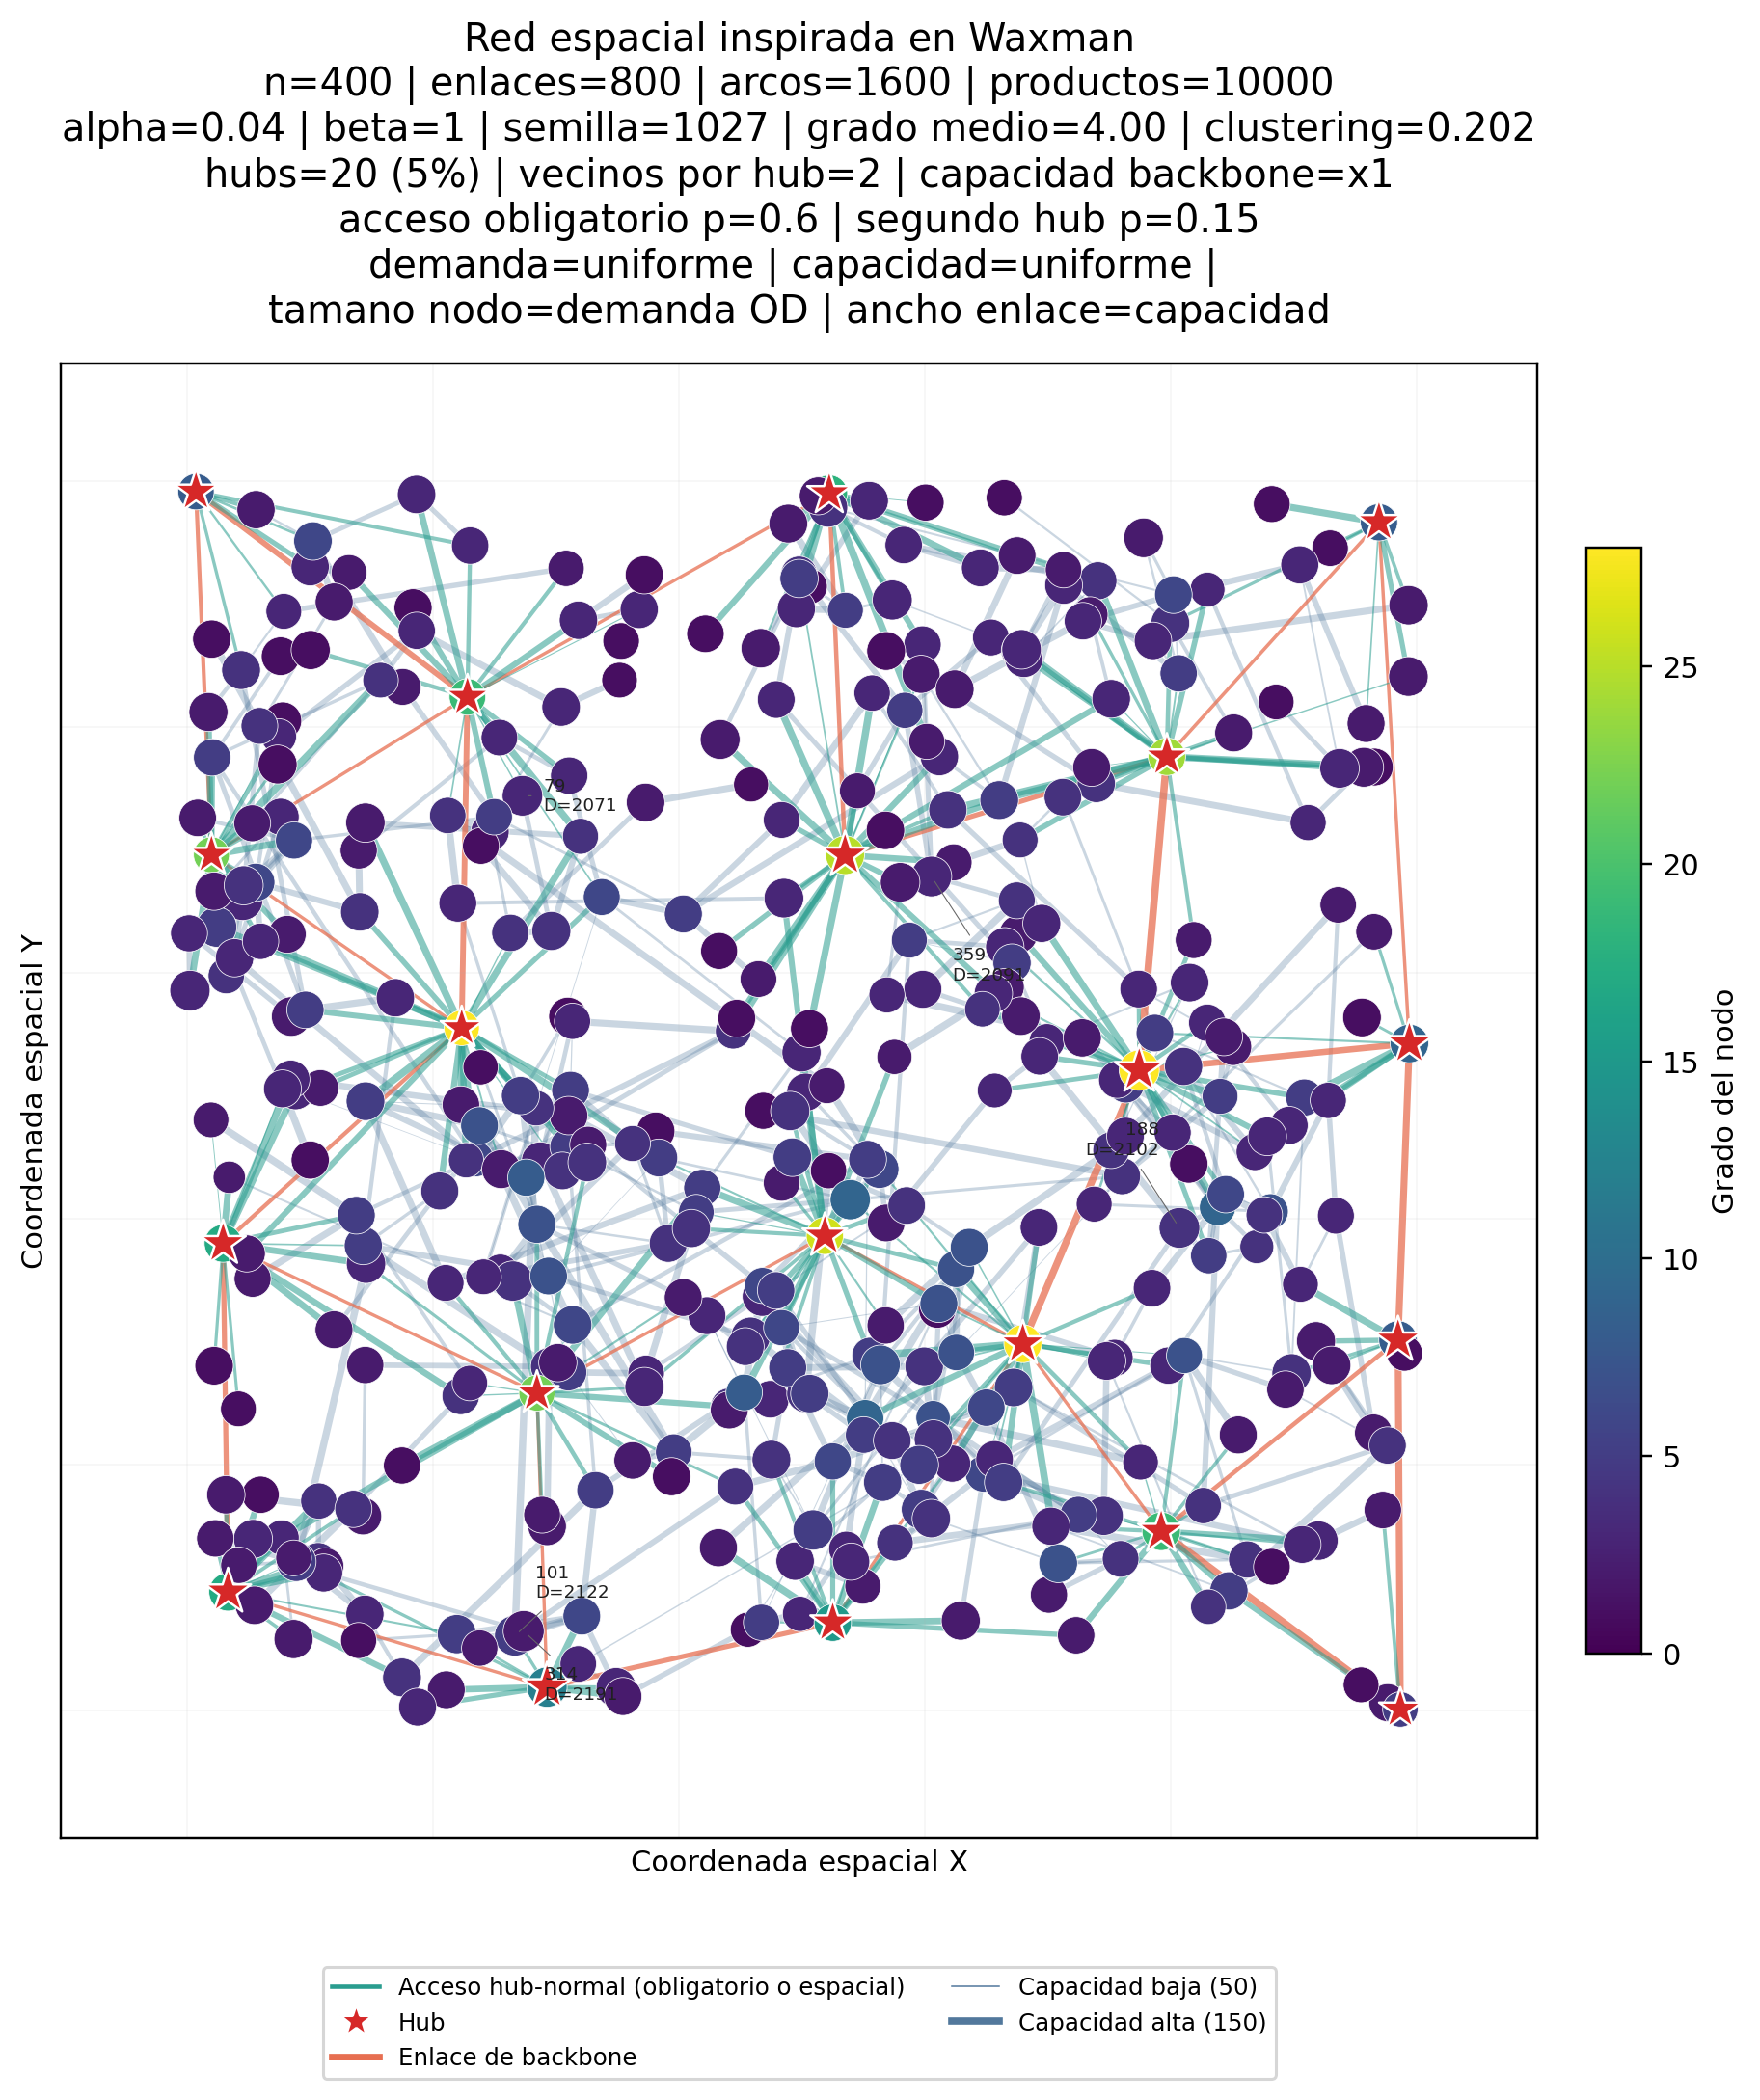 Red espacial inspirada en Waxman
n=400 | enlaces=800 | arcos=1600 | productos=10000
alpha=0.04 | beta=1 | semilla=1027 | grado medio=4.00 | clustering=0.202
hubs=20 (5%) | vecinos por hub=2 | capacidad backbone=x1
acceso obligatorio p=0.6 | segundo hub p=0.15
demanda=uniforme | capacidad=uniforme |
tamano nodo=demanda OD | ancho enlace=capacidad
Coordenada espacial Y
79
D=2071
359
188
D=2102
101
D=2122
314
D=2191
Coordenada espacial X
25
20
15
10
5
0
Grado del nodo
Acceso hub-normal (obligatorio o espacial)
Hub
Enlace de backbone
Capacidad baja (50)
Capacidad alta (150)